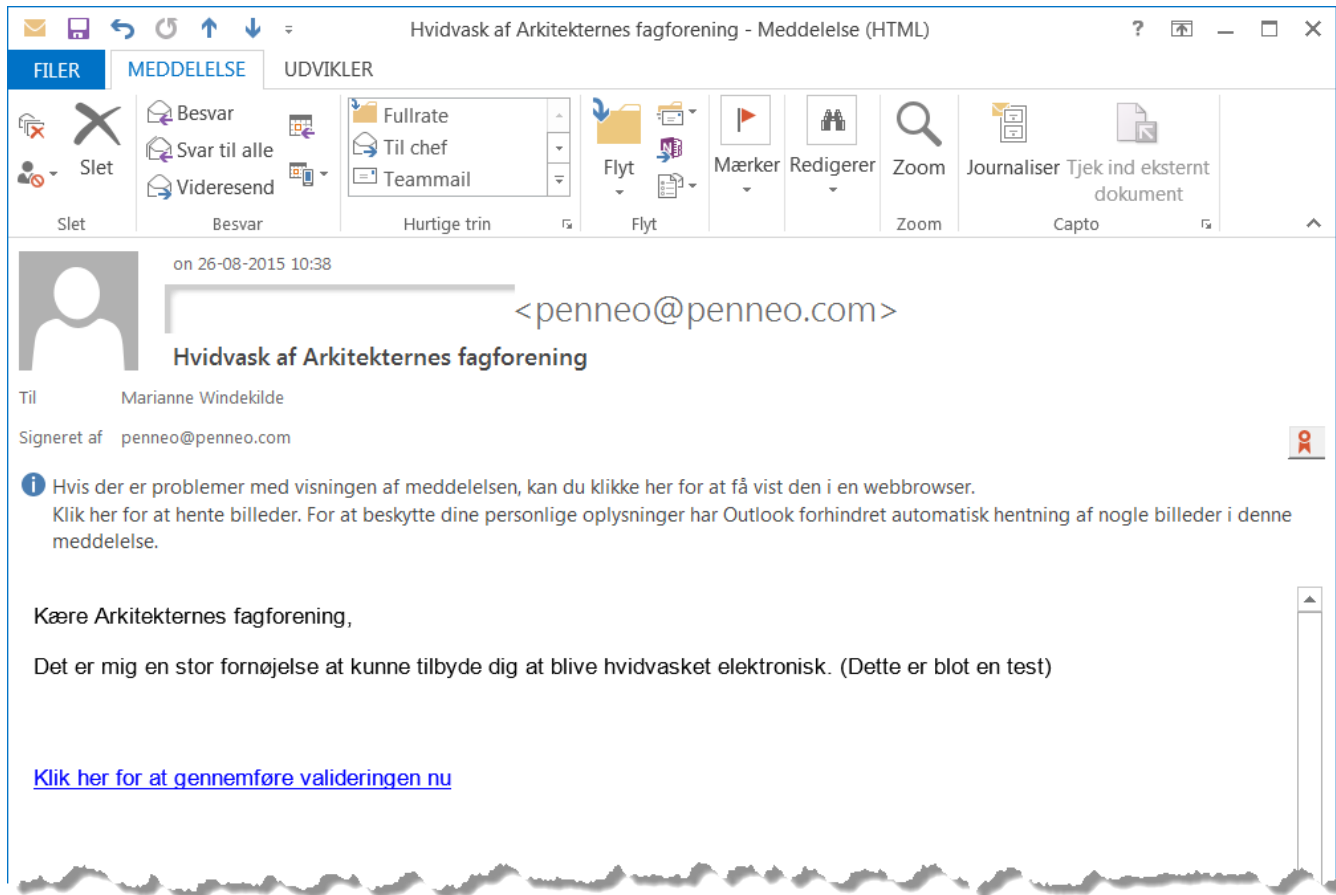 Hvidvask af Arkitekternes fagforening - Meddelelse (HTML)
?
FILER MEDDELELSE UDVIKLER
Slet
Besvar
Svar til alle
Videresend
Fullrate
Til chef
Teammail
Flyt
Mærker
Redigerer
Zoom
Journaliser
Tjek ind eksternt
dokument
Slet Besvar Hurtige trin Flyt Zoom Capto
on 26-08-2015 10:38
<penneo@penneo.com>
Hvidvask af Arkitekternes fagforening
Til Marianne Windekilde
Signeret af penneo@penneo.com
Hvis der er problemer med visningen af meddelelsen, kan du klikke her for at få vist den i en webbrowser.
Klik her for at hente billeder. For at beskytte dine personlige oplysninger har Outlook forhindret automatisk hentning af nogle billeder i denne
meddelelse.
Kære Arkitekternes fagforening,
Det er mig en stor fornøjelse at kunne tilbyde dig at blive hvidvasket elektronisk. (Dette er blot en test)
Klik her for at gennemføre valideringen nu